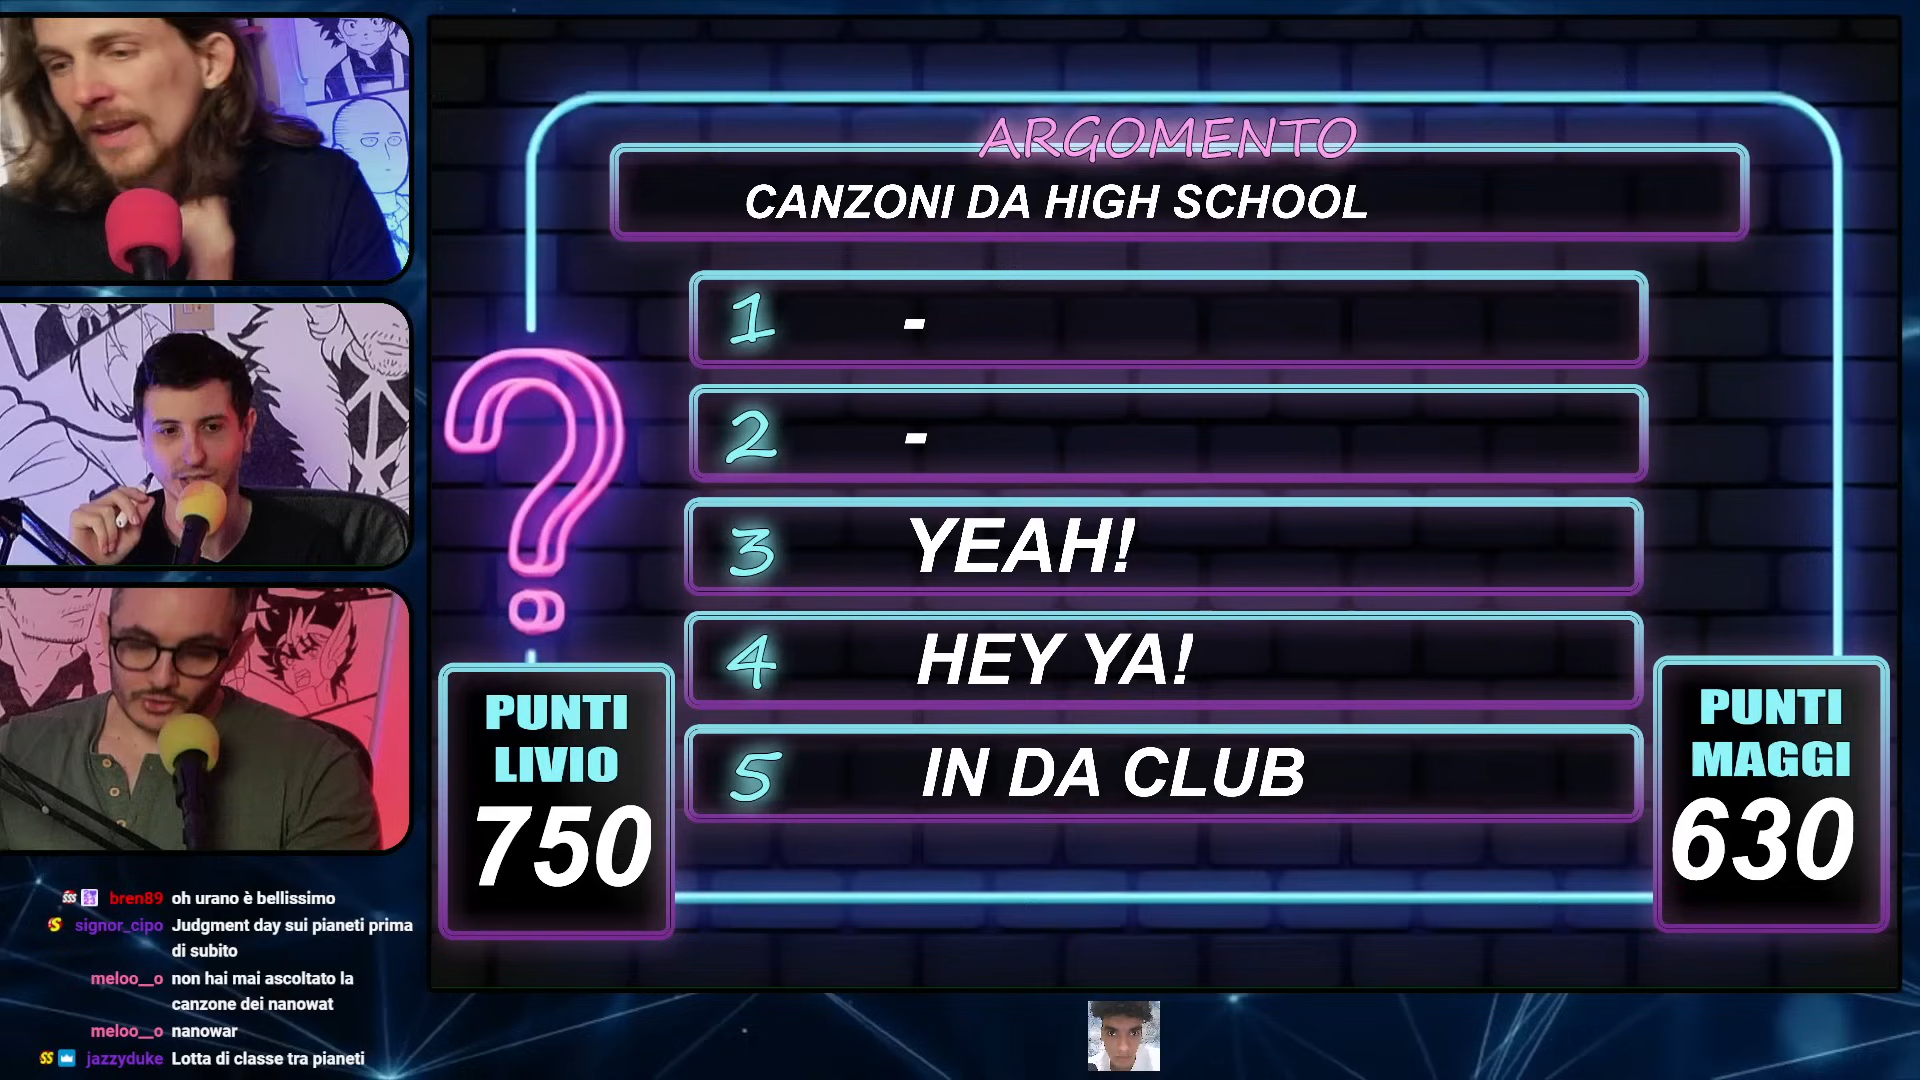 ARGOMENTO
CANZONI DA HIGH SCHOOL
1 -
2 -
3 YEAH!
4 HEY YA!
5 IN DA CLUB
PUNTI
LIVIO
750
PUNTI
MAGGI
630
bren89 oh urano è bellissimo
signor_cipo Judgment day sui pianeti prima
di subito
meloo__o non hai mai ascoltato la
canzone dei nanowat
meloo__o nanowar
jazzyduke Lotta di classe tra pianeti